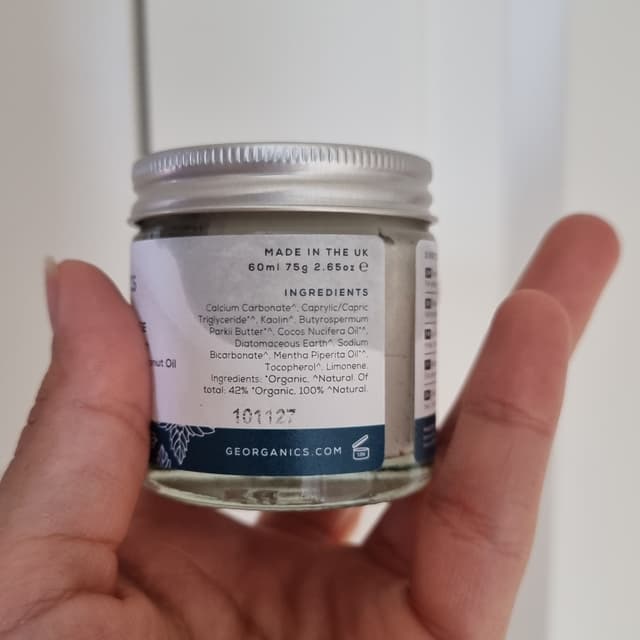 MADE IN THE UK
60ml 75g 2.65oz ℮
INGREDIENTS
Calcium Carbonate^, Caprylic/Capric
Triglyceride*^, Kaolin^, Butyrospermum
Parkii Butter*^, Cocos Nucifera Oil*^,
Diatomaceous Earth^, Sodium
Bicarbonate^, Mentha Piperita Oil*^,
Tocopherol^, Limonene.
Ingredients: *Organic, ^Natural. Of
total: 42% *Organic, 100% ^Natural.
101127
GEORGANICS.COM
nut Oil